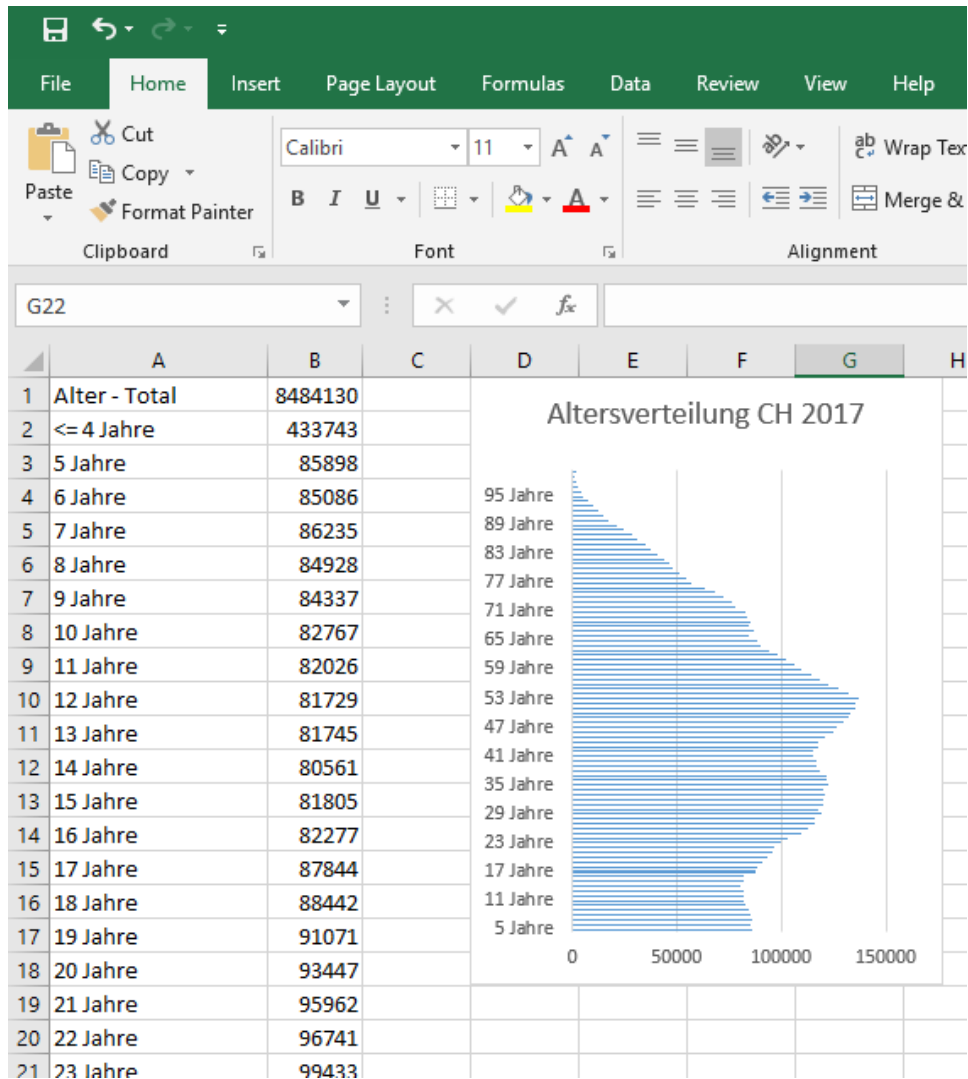 File Home Insert Page Layout Formulas Data Review View Help
Cut
Copy
Format Painter
Paste
Clipboard
Calibri 11 A A
B I U A
Font
ab Wrap Tex
Merge &
Alignment
G22 fx
A B C D E F G H
1 Alter - Total 8484130
2 <= 4 Jahre 433743
3 5 Jahre 85898
4 6 Jahre 85086
5 7 Jahre 86235
6 8 Jahre 84928
7 9 Jahre 84337
8 10 Jahre 82767
9 11 Jahre 82026
10 12 Jahre 81729
11 13 Jahre 81745
12 14 Jahre 80561
13 15 Jahre 81805
14 16 Jahre 82277
15 17 Jahre 87844
16 18 Jahre 88442
17 19 Jahre 91071
18 20 Jahre 93447
19 21 Jahre 95962
20 22 Jahre 96741
21 23 Jahre 99433
Altersverteilung CH 2017
95 Jahre
89 Jahre
83 Jahre
77 Jahre
71 Jahre
65 Jahre
59 Jahre
53 Jahre
47 Jahre
41 Jahre
35 Jahre
29 Jahre
23 Jahre
17 Jahre
11 Jahre
5 Jahre
0 50000 100000 150000